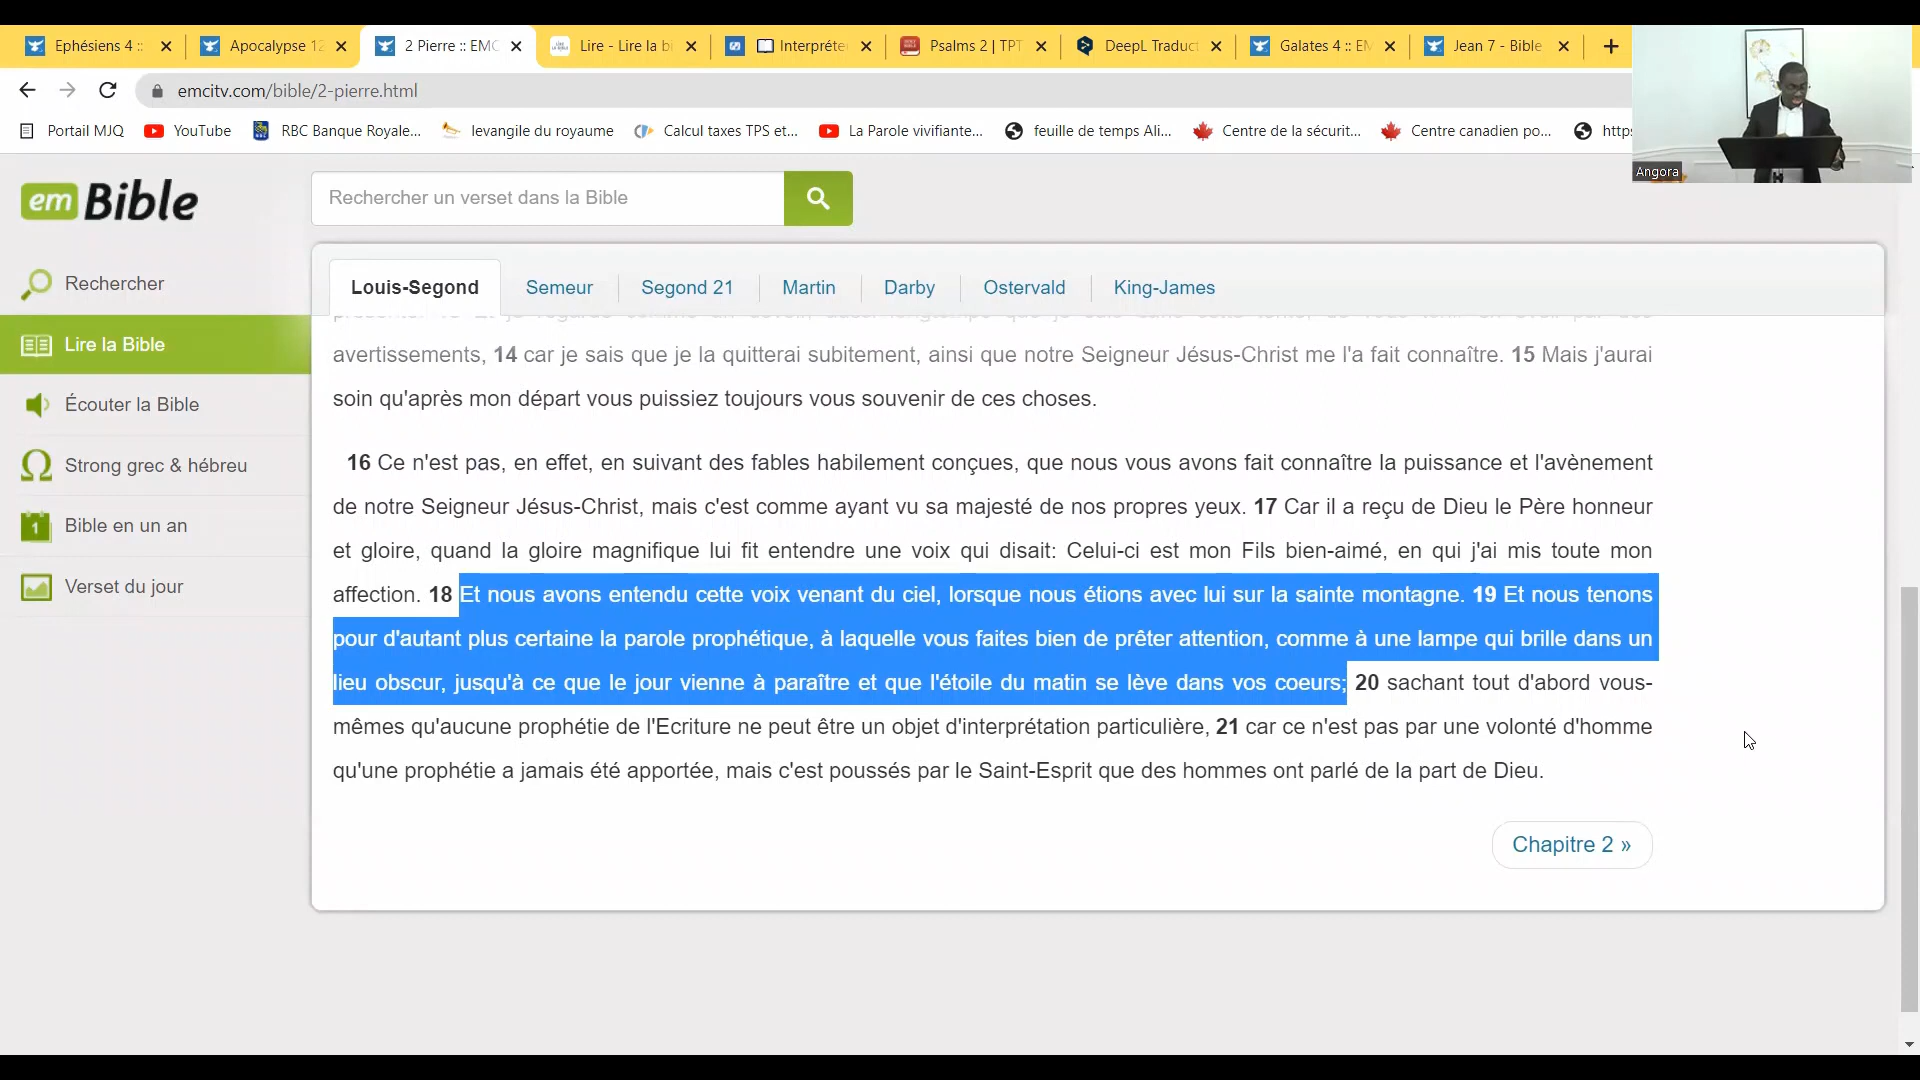 Ephésiens 4 ::
Apocalypse 12
2 Pierre :: EMC
Lire - Lire la bi
Interpréte
Psalms 2 | TPT
DeepL Traduct
Galates 4 :: EM
Jean 7 - Bible
emcitv.com/bible/2-pierre.html
Portail MJQ
YouTube
RBC Banque Royale...
levangile du royaume
Calcul taxes TPS et...
La Parole vivifiante...
feuille de temps Ali...
Centre de la sécurit...
Centre canadien po...
https
Angora
em Bible
Rechercher un verset dans la Bible
Rechercher
Lire la Bible
Écouter la Bible
Strong grec & hébreu
1
Bible en un an
Verset du jour
Louis-Segond
Semeur
Segond 21
Martin
Darby
Ostervald
King-James
avertissements, 14 car je sais que je la quitterai subitement, ainsi que notre Seigneur Jésus-Christ me l'a fait connaître. 15 Mais j'aurai
soin qu'après mon départ vous puissiez toujours vous souvenir de ces choses.
16 Ce n'est pas, en effet, en suivant des fables habilement conçues, que nous vous avons fait connaître la puissance et l'avènement
de notre Seigneur Jésus-Christ, mais c'est comme ayant vu sa majesté de nos propres yeux. 17 Car il a reçu de Dieu le Père honneur
et gloire, quand la gloire magnifique lui fit entendre une voix qui disait: Celui-ci est mon Fils bien-aimé, en qui j'ai mis toute mon
affection. 18 Et nous avons entendu cette voix venant du ciel, lorsque nous étions avec lui sur la sainte montagne. 19 Et nous tenons
pour d'autant plus certaine la parole prophétique, à laquelle vous faites bien de prêter attention, comme à une lampe qui brille dans un
lieu obscur, jusqu'à ce que le jour vienne à paraître et que l'étoile du matin se lève dans vos coeurs; 20 sachant tout d'abord vous-
mêmes qu'aucune prophétie de l'Ecriture ne peut être un objet d'interprétation particulière, 21 car ce n'est pas par une volonté d'homme
qu'une prophétie a jamais été apportée, mais c'est poussés par le Saint-Esprit que des hommes ont parlé de la part de Dieu.
Chapitre 2 »